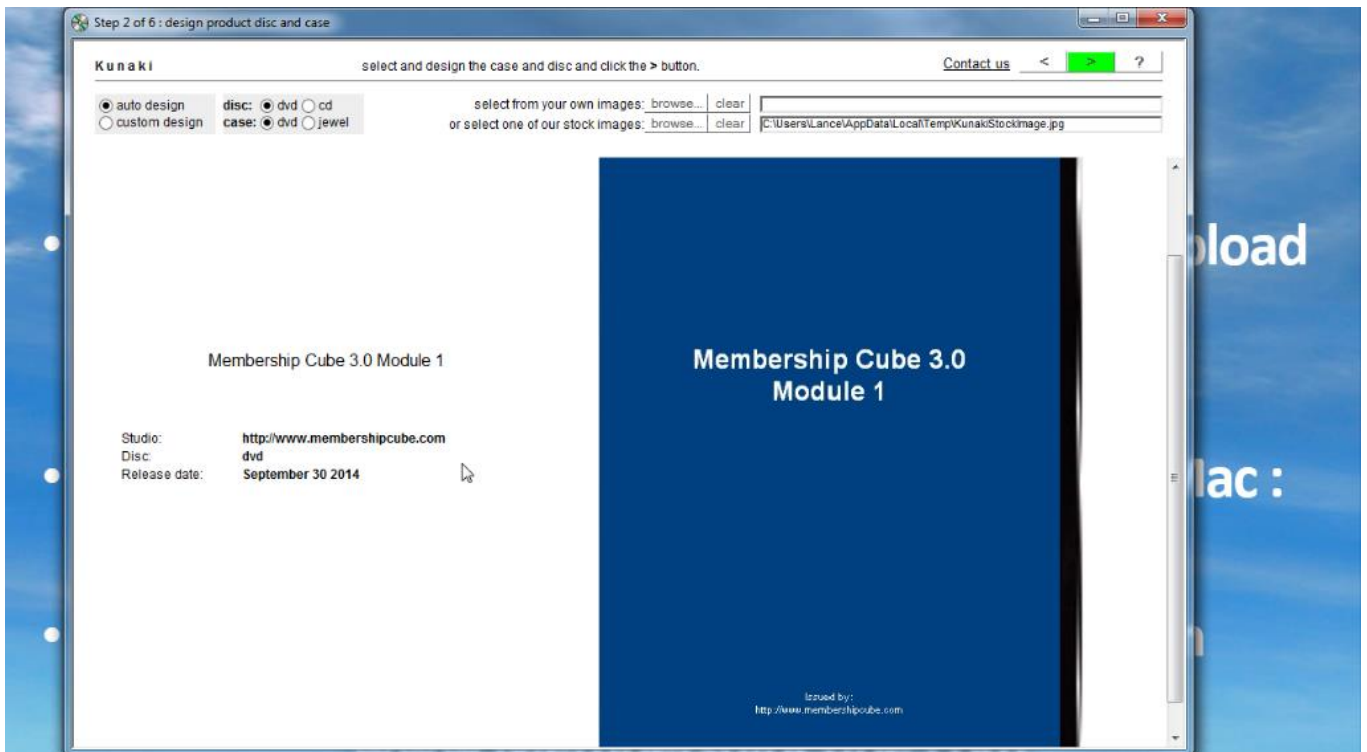 Step 2 of 6 : design product disc and case
Kunaki select and design the case and disc and click the > button. Contact us < > ?
auto design disc: dvd cd select from your own images: browse... clear
custom design case: dvd jewel or select one of our stock images: browse... clear C:\Users\Lance\AppData\Local\Temp\KunakiStockImage.jpg
pload
Membership Cube 3.0 Module 1
Membership Cube 3.0
Module 1
Studio: http://www.membershipcube.com
Disc: dvd
Release date: September 30 2014
lac :
Issued by:
http://www.membershipcube.com